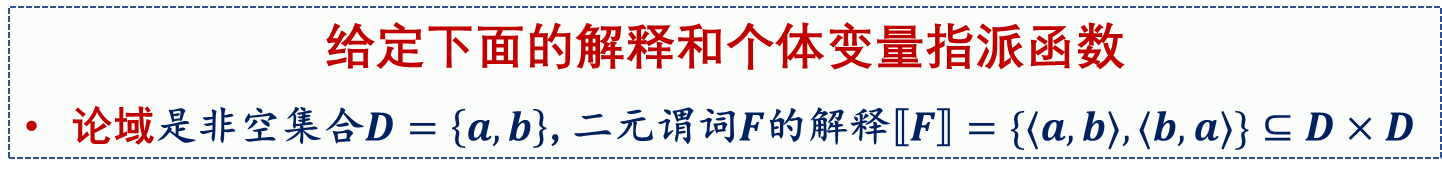 给定下面的解释和个体变量指派函数
• 论域是非空集合D = {a, b}, 二元谓词F的解释⟦F⟧ = {⟨a, b⟩, ⟨b, a⟩} ⊆ D × D